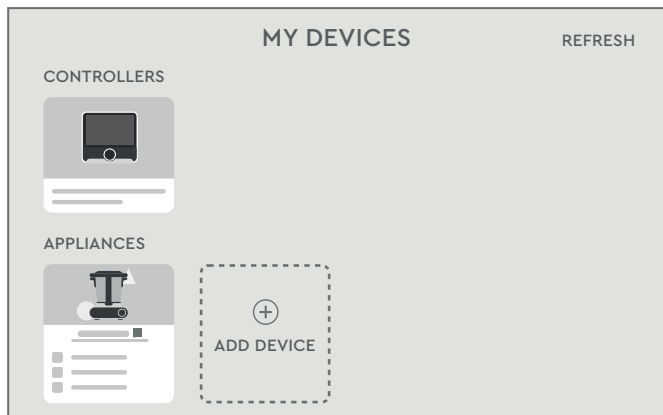 MY DEVICES
REFRESH
CONTROLLERS
APPLIANCES
ADD DEVICE